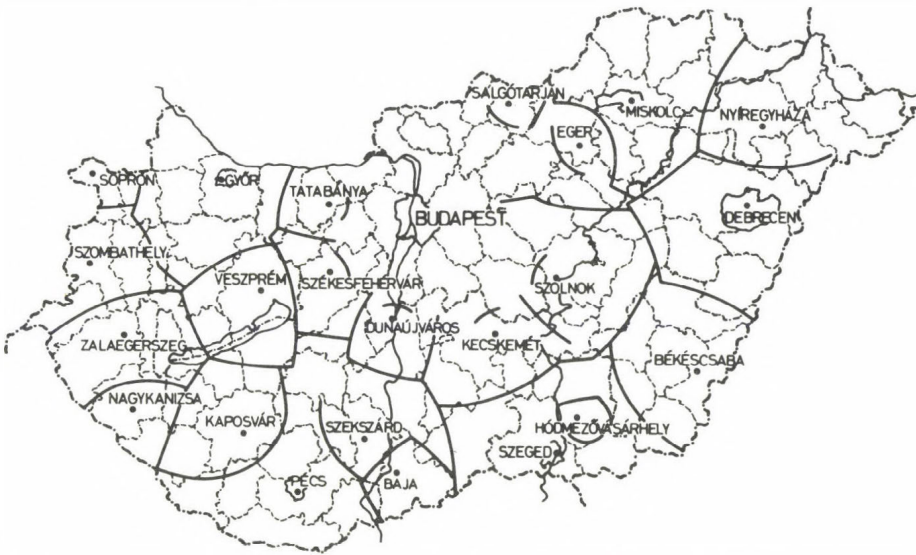 SALGÓTARJÁN
MISKOLC
NYÍREGYHÁZA
EGER
SOPRON
GYŐR
TATABÁNYA
BUDAPEST
DEBRECEN
SZOMBATHELY
VESZPRÉM
SZÉKESFEHÉRVÁR
SZOLNOK
DUNAÚJVÁROS
ZALAEGERSZEG
KECSKEMÉT
BÉKÉSCSABA
NAGYKANIZSA
KAPOSVÁR
SZEKSZÁRD
HÓDMEZŐVÁSÁRHELY
SZEGED
PÉCS
BAJA